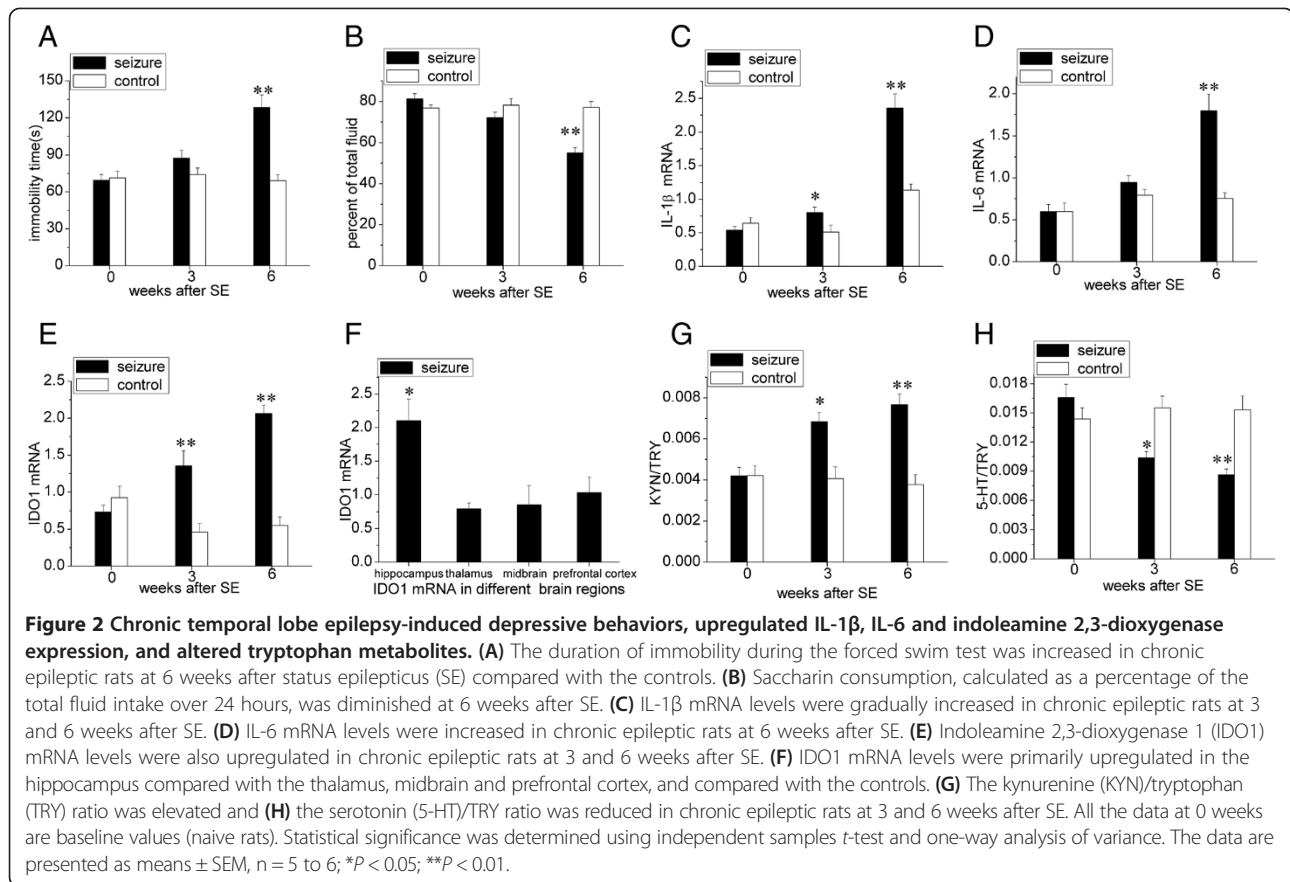 A
seizure
control
immobility time(s)
150
120
90
60
30
0
0 3 6
weeks after SE
**
B
seizure
control
percent of total fluid
80
60
40
20
0
0 3 6
weeks after SE
**
C
seizure
control
IL-1β mRNA
2.5
2.0
1.5
1.0
0.5
0.0
0 3 6
weeks after SE
*
**
D
seizure
control
IL-6 mRNA
2.0
1.5
1.0
0.5
0.0
0 3 6
weeks after SE
**
E
seizure
control
IDO1 mRNA
2.5
2.0
1.5
1.0
0.5
0.0
0 3 6
weeks after SE
**
**
F
seizure
IDO1 mRNA
2.5
2.0
1.5
1.0
0.5
0.0
*
hippocampus thalamus midbrain prefrontal cortex
IDO1 mRNA in different brain regions
G
seizure
control
KYN/TRY
0.008
0.006
0.004
0.002
0.000
0 3 6
weeks after SE
*
**
H
seizure
control
5-HT/TRY
0.018
0.015
0.012
0.009
0.006
0.003
0.000
0 3 6
weeks after SE
*
**
Figure 2 Chronic temporal lobe epilepsy-induced depressive behaviors, upregulated IL-1β, IL-6 and indoleamine 2,3-dioxygenase
expression, and altered tryptophan metabolites. (A) The duration of immobility during the forced swim test was increased in chronic
epileptic rats at 6 weeks after status epilepticus (SE) compared with the controls. (B) Saccharin consumption, calculated as a percentage of the
total fluid intake over 24 hours, was diminished at 6 weeks after SE. (C) IL-1β mRNA levels were gradually increased in chronic epileptic rats at 3
and 6 weeks after SE. (D) IL-6 mRNA levels were increased in chronic epileptic rats at 6 weeks after SE. (E) Indoleamine 2,3-dioxygenase 1 (IDO1)
mRNA levels were also upregulated in chronic epileptic rats at 3 and 6 weeks after SE. (F) IDO1 mRNA levels were primarily upregulated in the
hippocampus compared with the thalamus, midbrain and prefrontal cortex, and compared with the controls. (G) The kynurenine (KYN)/tryptophan
(TRY) ratio was elevated and (H) the serotonin (5-HT)/TRY ratio was reduced in chronic epileptic rats at 3 and 6 weeks after SE. All the data at 0 weeks
are baseline values (naive rats). Statistical significance was determined using independent samples t-test and one-way analysis of variance. The data are
presented as means ± SEM, n = 5 to 6; *P < 0.05; **P < 0.01.